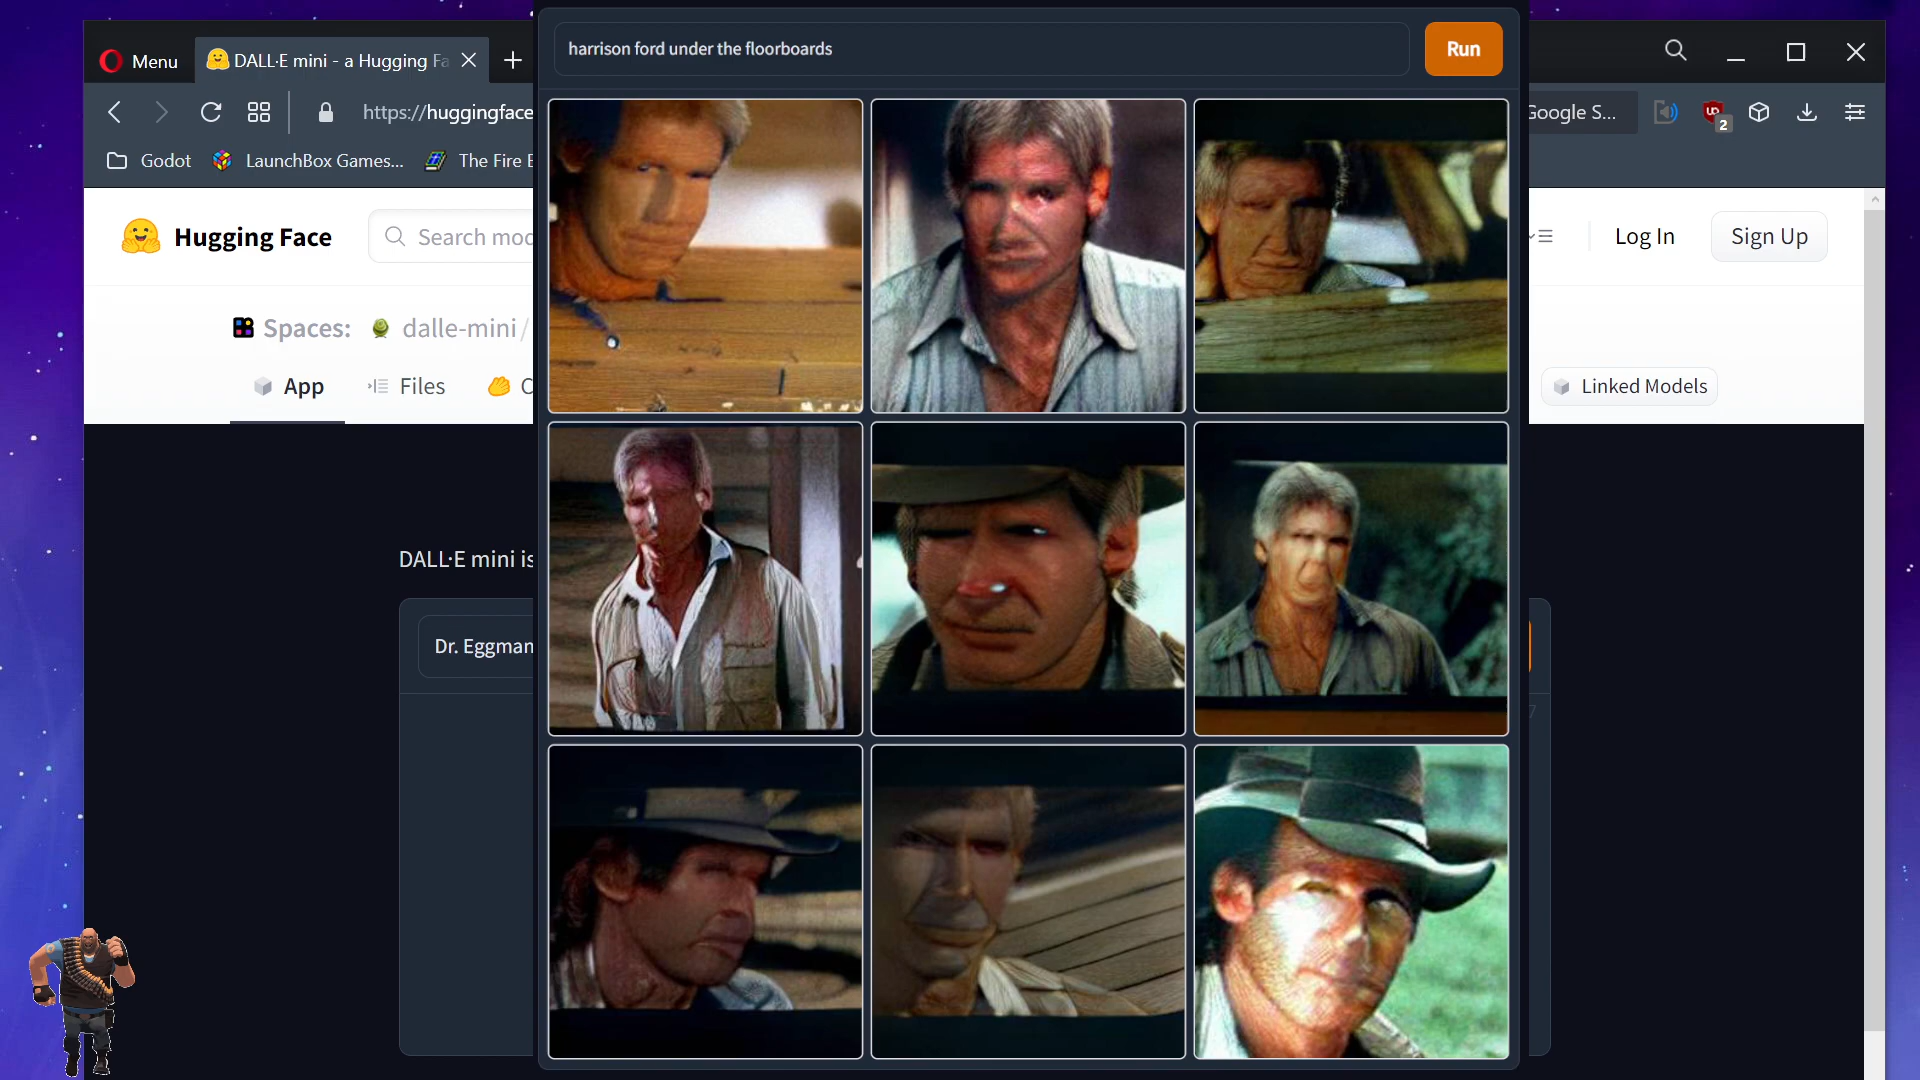 harrison ford under the floorboards
Run
Menu
DALL·E mini - a Hugging Fa
https://huggingface
Google S...
2
Godot
LaunchBox Games...
The Fire E
Hugging Face
Search mod
Log In
Sign Up
Spaces:
dalle-mini/
App
Files
C
Linked Models
DALL·E mini is
Dr. Eggman
7